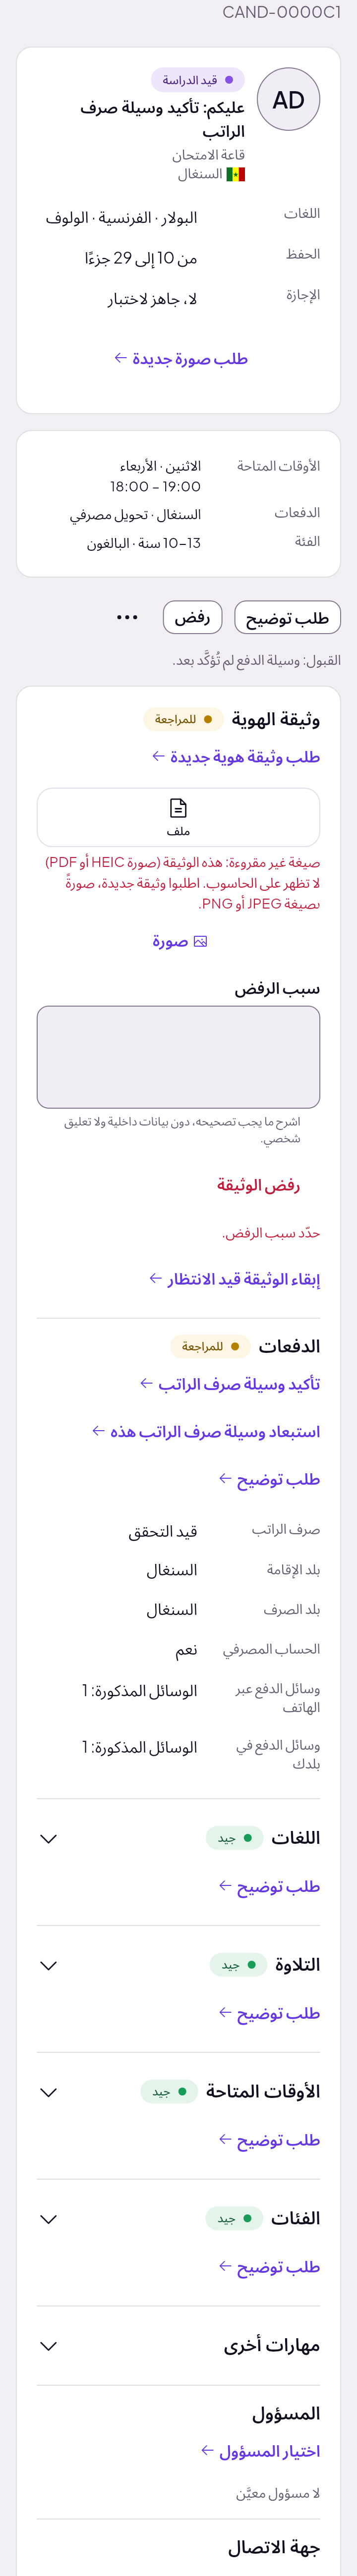 CAND-0000C1
قيد الدراسة
AD
عليكم: تأكيد وسيلة صرف
الراتب
قاعة الامتحان
السنغال
اللغات
البولار · الفرنسية · الولوف
الحفظ
من 10 إلى 29 جزءًا
الإجازة
لا، جاهز لاختبار
طلب صورة جديدة ←
الأوقات المتاحة
الاثنين · الأربعاء
18:00 – 19:00
الدفعات
السنغال · تحويل مصرفي
الفئة
10–13 سنة · البالغون
طلب توضيح
رفض
•••
القبول: وسيلة الدفع لم تُؤكَّد بعد.
وثيقة الهوية
للمراجعة
طلب وثيقة هوية جديدة ←
ملف
صيغة غير مقروءة: هذه الوثيقة (صورة HEIC أو PDF)
لا تظهر على الحاسوب. اطلبوا وثيقة جديدة، صورةً
بصيغة JPEG أو PNG.
صورة
سبب الرفض
اشرح ما يجب تصحيحه، دون بيانات داخلية ولا تعليق
شخصي.
رفض الوثيقة
حدّد سبب الرفض.
إبقاء الوثيقة قيد الانتظار ←
الدفعات
للمراجعة
تأكيد وسيلة صرف الراتب ←
استبعاد وسيلة صرف الراتب هذه ←
طلب توضيح ←
صرف الراتب
قيد التحقق
بلد الإقامة
السنغال
بلد الصرف
السنغال
الحساب المصرفي
نعم
وسائل الدفع عبر
الهاتف
الوسائل المذكورة: 1
وسائل الدفع في
بلدك
الوسائل المذكورة: 1
اللغات
جيد
طلب توضيح ←
التلاوة
جيد
طلب توضيح ←
الأوقات المتاحة
جيد
طلب توضيح ←
الفئات
جيد
طلب توضيح ←
مهارات أخرى
المسؤول
اختيار المسؤول ←
لا مسؤول معيَّن
جهة الاتصال